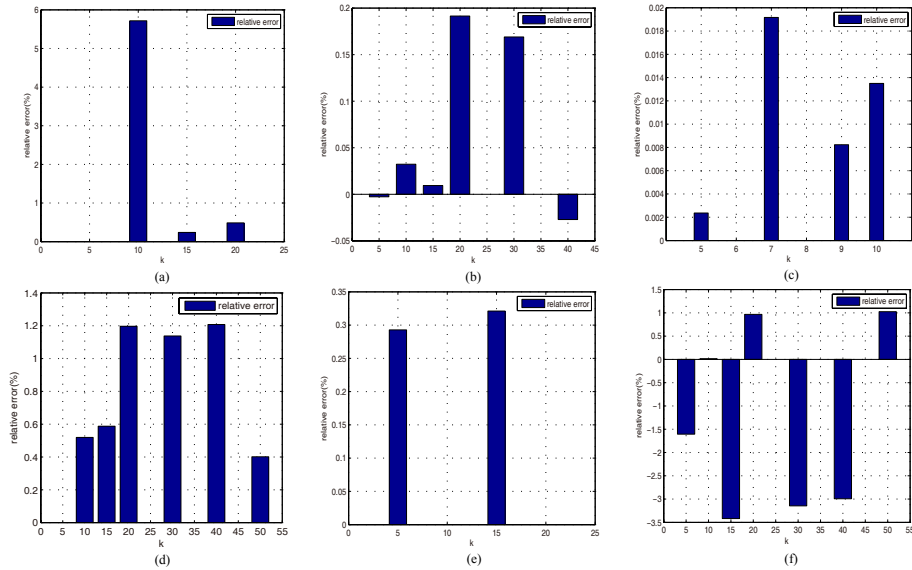 6
5
4
3
2
1
0
relative error(%)
relative error
0 5 10 15 20 25
k
(a)
0.2
0.15
0.1
0.05
0
−0.05
relative error(%)
relative error
0 5 10 15 20 25 30 35 40 45
k
(b)
0.02
0.018
0.016
0.014
0.012
0.01
0.008
0.006
0.004
0.002
0
relative error(%)
relative error
5 6 7 8 9 10
k
(c)
1.4
1.2
1
0.8
0.6
0.4
0.2
0
relative error(%)
relative error
0 5 10 15 20 25 30 35 40 45 50 55
k
(d)
0.35
0.3
0.25
0.2
0.15
0.1
0.05
0
relative error(%)
relative error
0 5 10 15 20 25
k
(e)
1.5
1
0.5
0
−0.5
−1
−1.5
−2
−2.5
−3
−3.5
relative error(%)
relative error
0 5 10 15 20 25 30 35 40 45 50 55
k
(f)